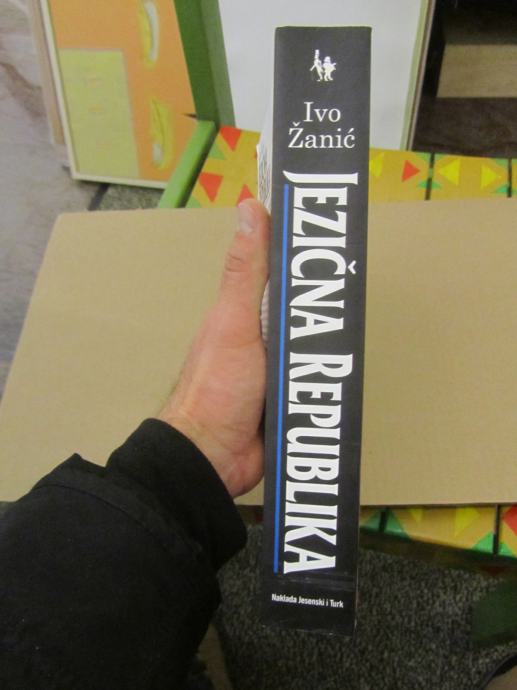 Ivo
Žanić
JEZIČNA REPUBLIKA
Naklada Jesenski i Turk